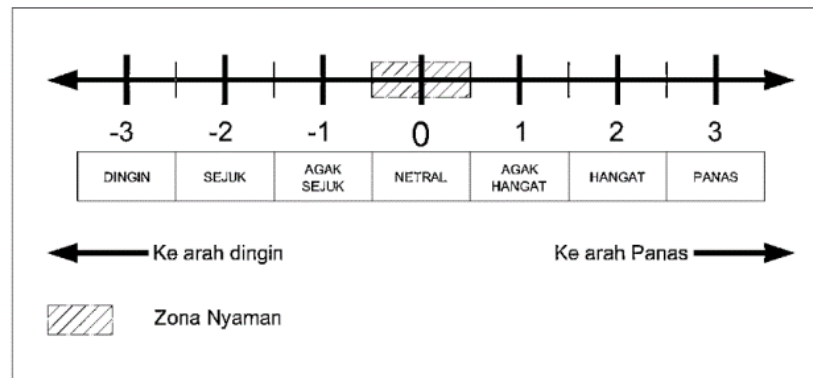 -3 -2 -1 0 1 2 3
DINGIN SEJUK AGAK SEJUK NETRAL AGAK HANGAT HANGAT PANAS
Ke arah dingin Ke arah Panas
Zona Nyaman